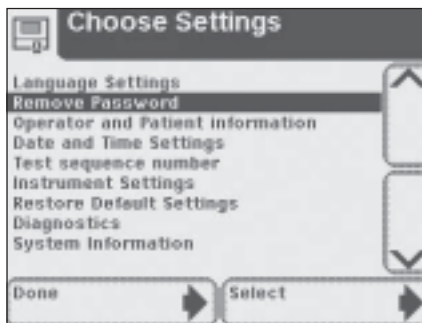 Choose Settings
Language Settings
Remove Password
Operator and Patient information
Date and Time Settings
Test sequence number
Instrument Settings
Restore Default Settings
Diagnostics
System Information
Done
Select